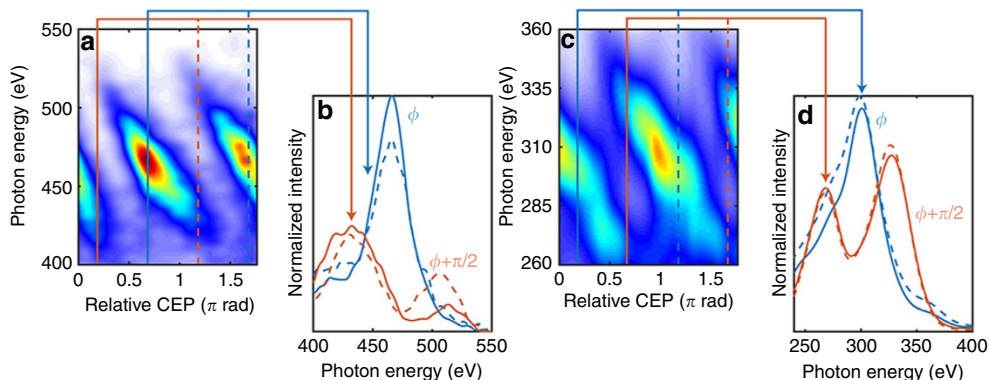 a
550
500
450
400
Photon energy (eV)
0
0.5
1
1.5
Relative CEP (π rad)
b
ϕ
ϕ+π/2
Normalized intensity
400
450
500
550
Photon energy (eV)
c
360
335
310
285
260
Photon energy (eV)
0
0.5
1
1.5
Relative CEP (π rad)
d
ϕ
ϕ+π/2
Normalized intensity
250
300
350
400
Photon energy (eV)